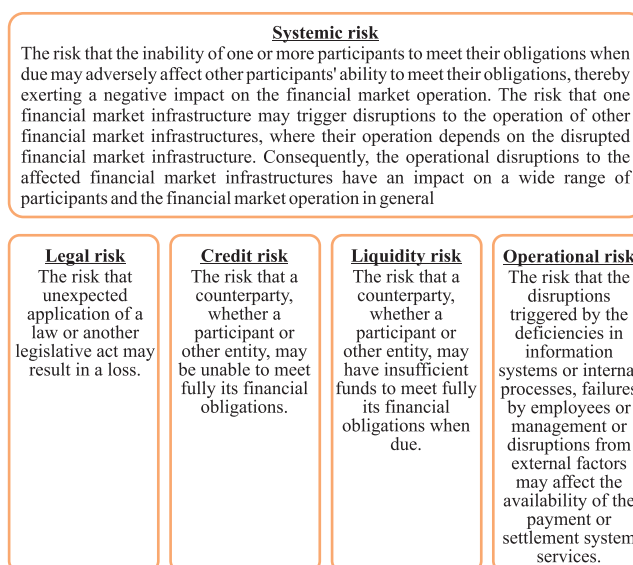 Systemic risk
The risk that the inability of one or more participants to meet their obligations when
due may adversely affect other participants' ability to meet their obligations, thereby
exerting a negative impact on the financial market operation. The risk that one
financial market infrastructure may trigger disruptions to the operation of other
financial market infrastructures, where their operation depends on the disrupted
financial market infrastructure. Consequently, the operational disruptions to the
affected financial market infrastructures have an impact on a wide range of
participants and the financial market operation in general
Legal risk
The risk that
unexpected
application of a
law or another
legislative act may
result in a loss.
Credit risk
The risk that a
counterparty,
whether a
participant or
other entity, may
be unable to meet
fully its financial
obligations.
Liquidity risk
The risk that a
counterparty,
whether a
participant or
other entity, may
have insufficient
funds to meet fully
its financial
obligations when
due.
Operational risk
The risk that the
disruptions
triggered by the
deficiencies in
information
systems or internal
processes, failures
by employees or
management or
disruptions from
external factors
may affect the
availability of the
payment or
settlement system
services.